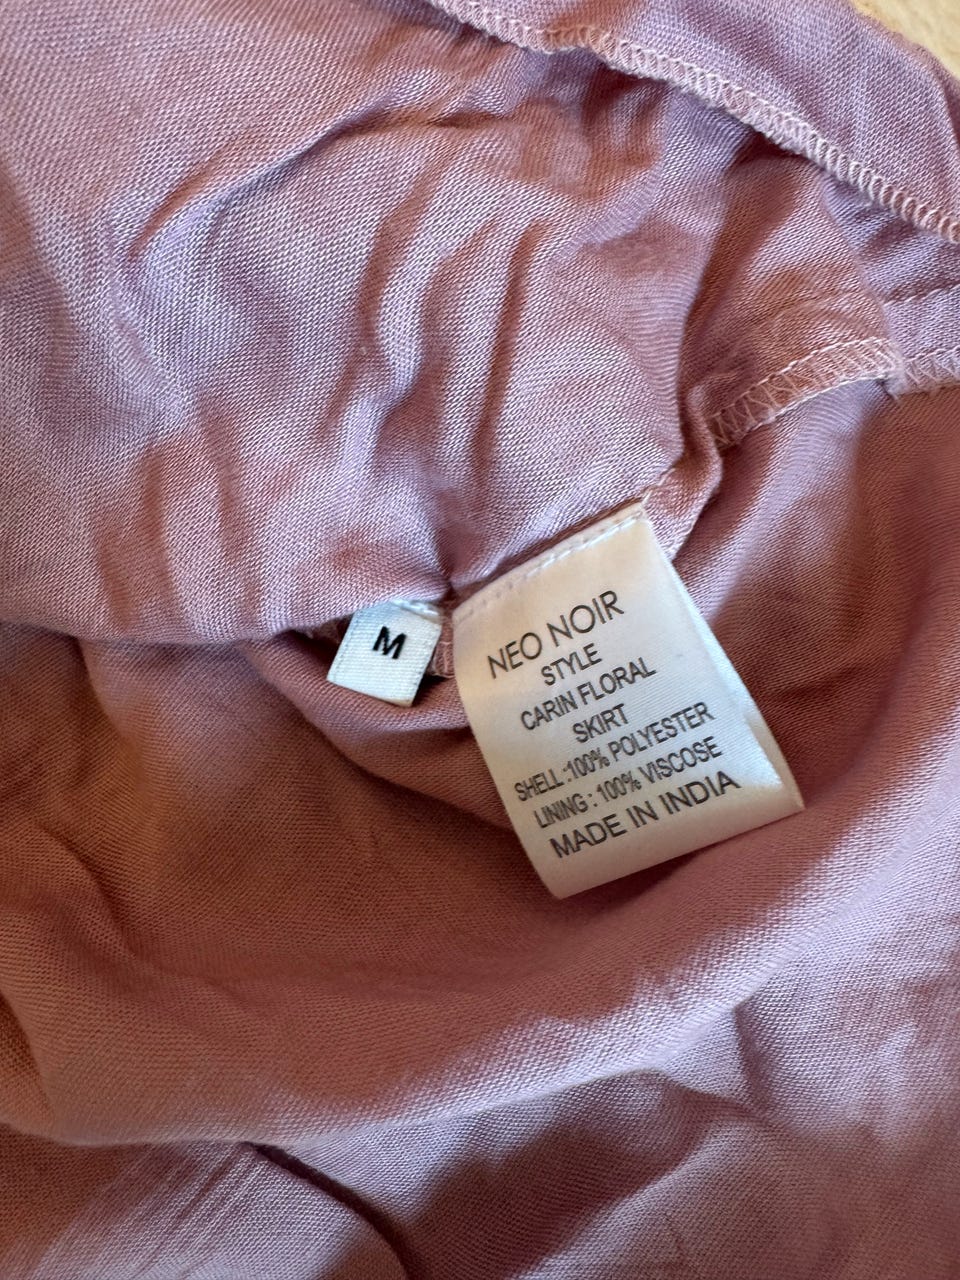 M
NEO NOIR
STYLE
CARIN FLORAL
SKIRT
SHELL :100% POLYESTER
LINING : 100% VISCOSE
MADE IN INDIA